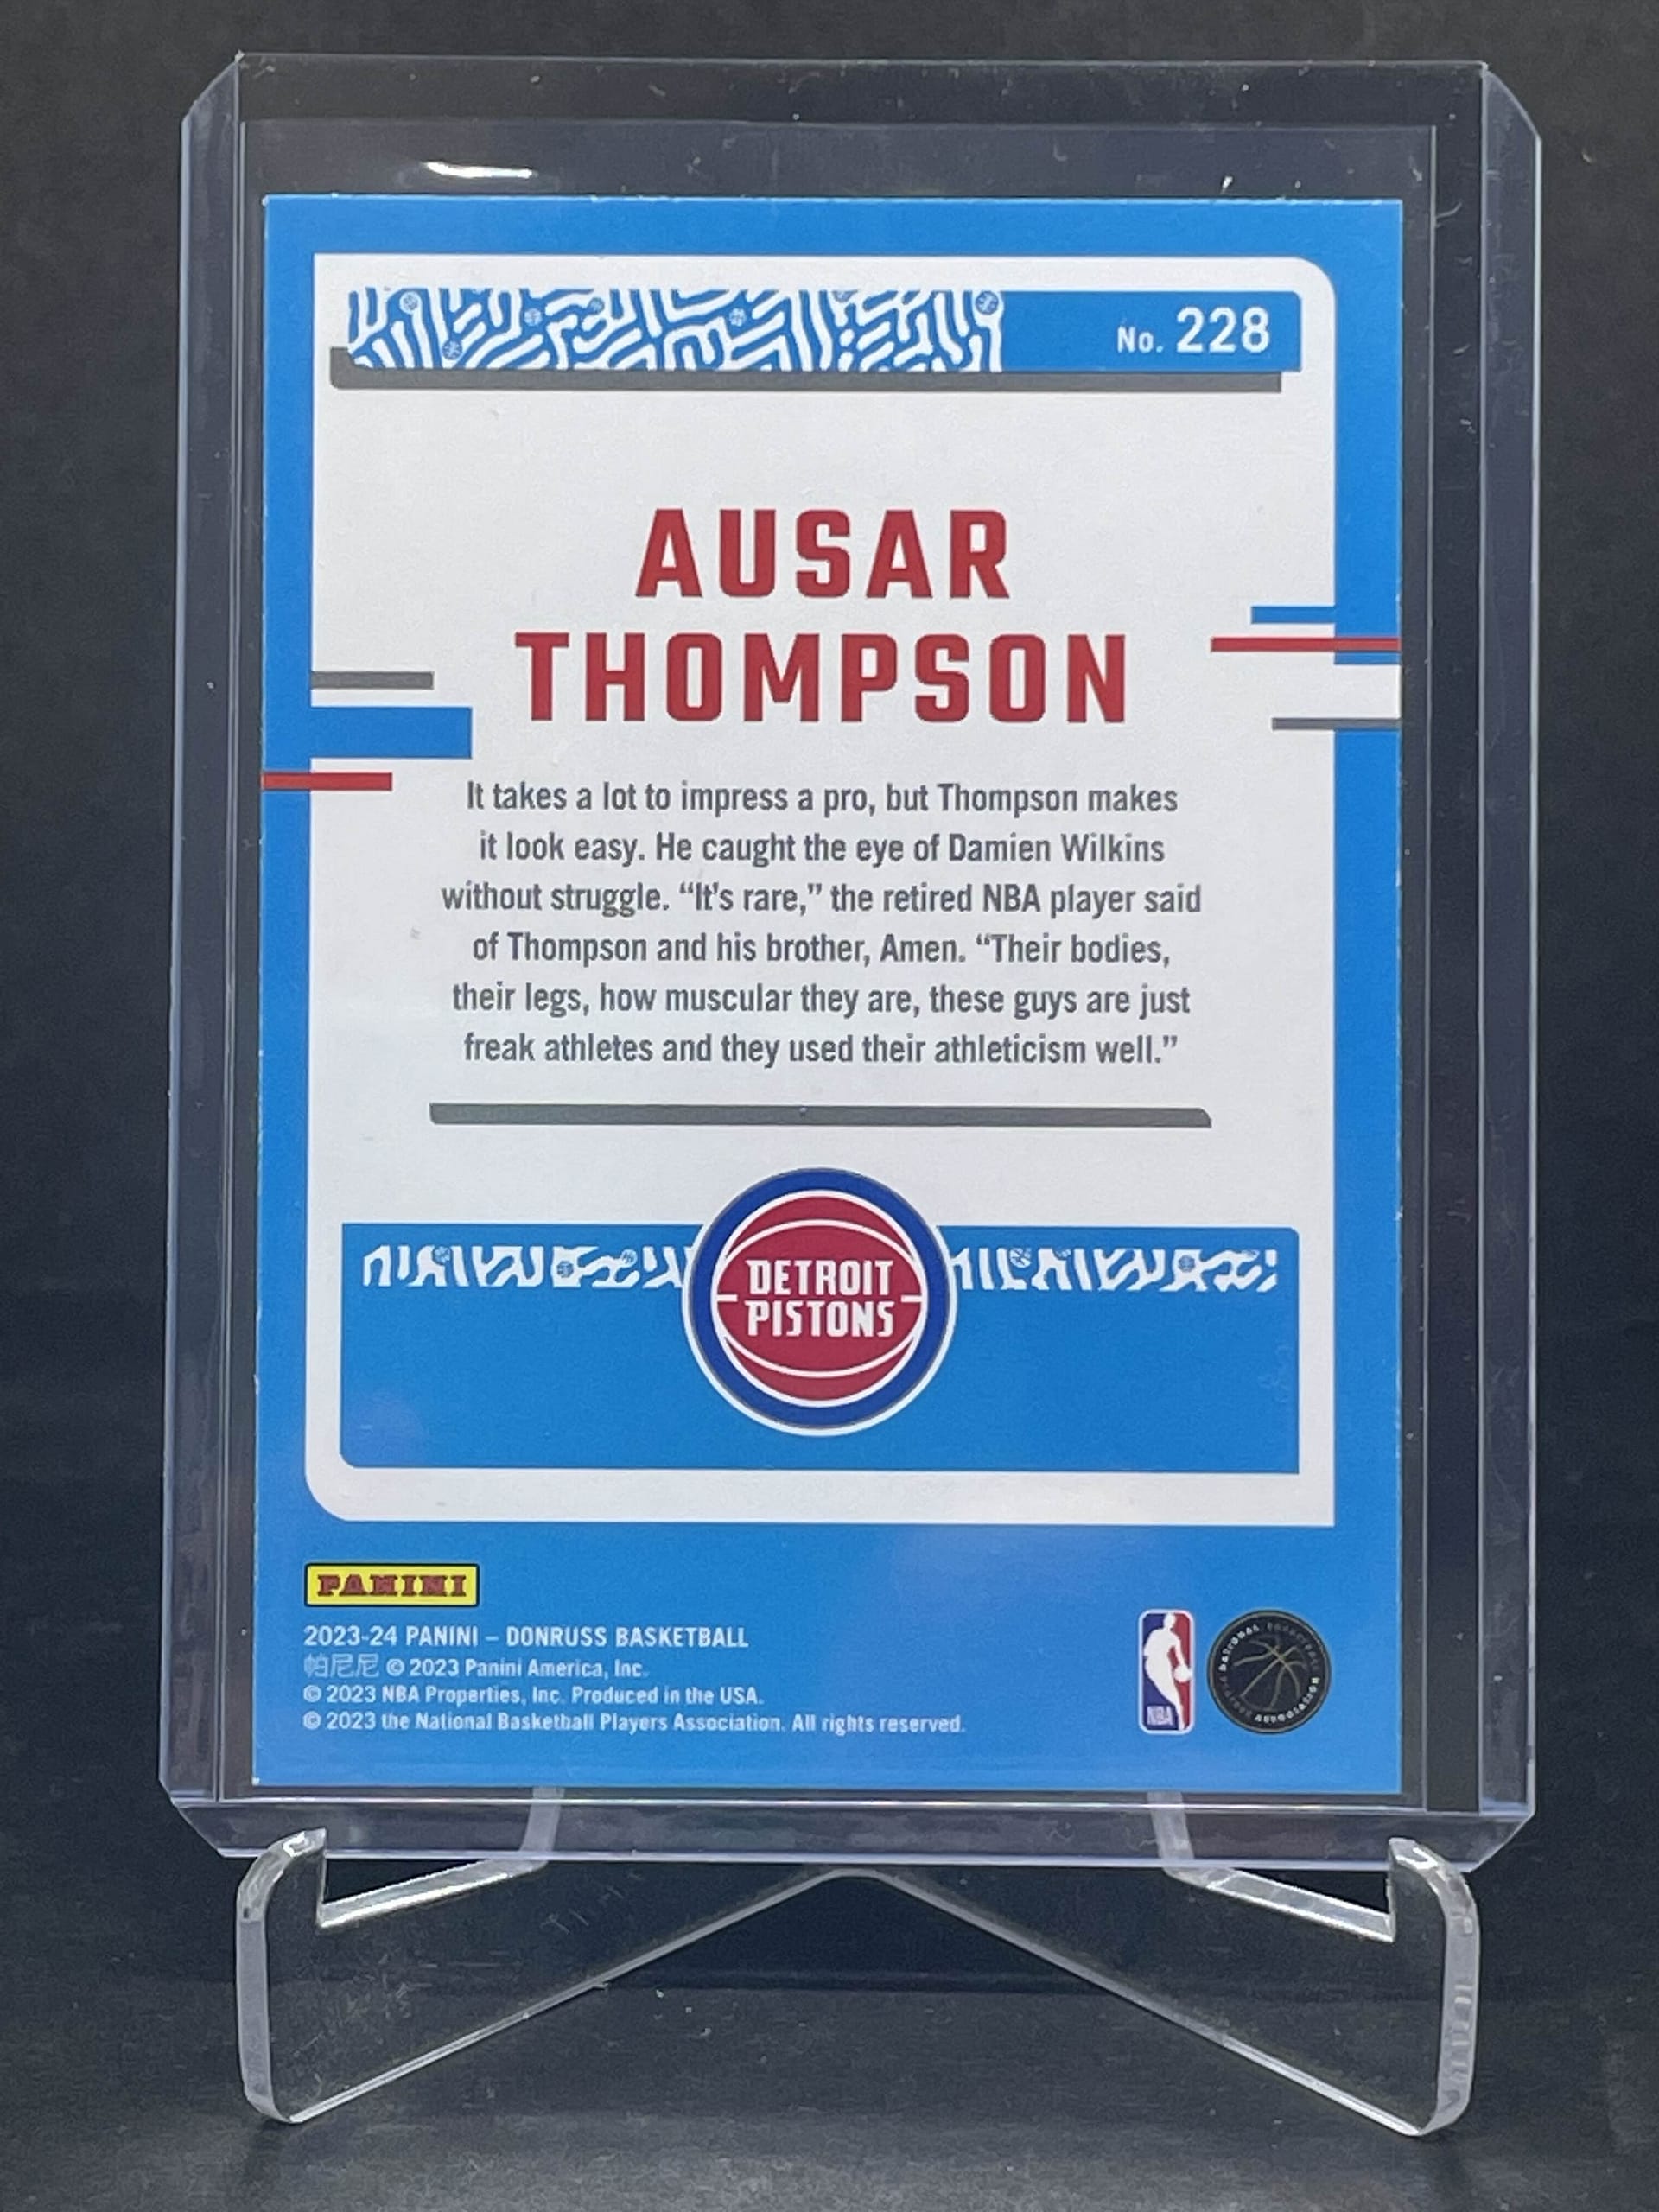 No. 228
AUSAR
THOMPSON
It takes a lot to impress a pro, but Thompson makes
it look easy. He caught the eye of Damien Wilkins
without struggle. “It’s rare,” the retired NBA player said
of Thompson and his brother, Amen. “Their bodies,
their legs, how muscular they are, these guys are just
freak athletes and they used their athleticism well.”
DETROIT
PISTONS
PANINI
2023-24 PANINI – DONRUSS BASKETBALL
帕尼尼 © 2023 Panini America, Inc.
© 2023 NBA Properties, Inc. Produced in the USA.
© 2023 the National Basketball Players Association. All rights reserved.
NBA
NATIONAL BASKETBALL PLAYERS ASSOCIATION